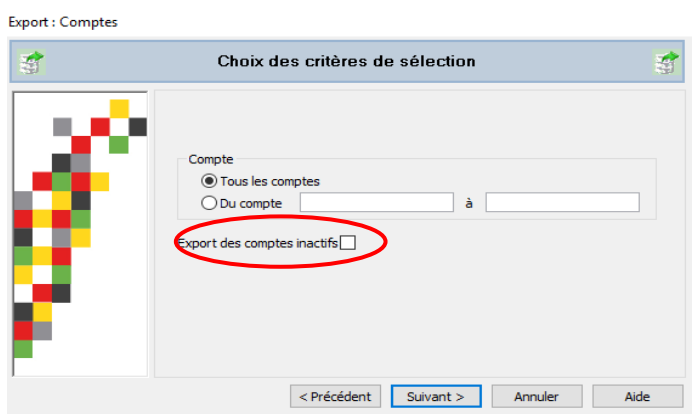 Export : Comptes
Choix des critères de sélection
Compte
Tous les comptes
Du compte à
Export des comptes inactifs
< Précédent Suivant > Annuler Aide